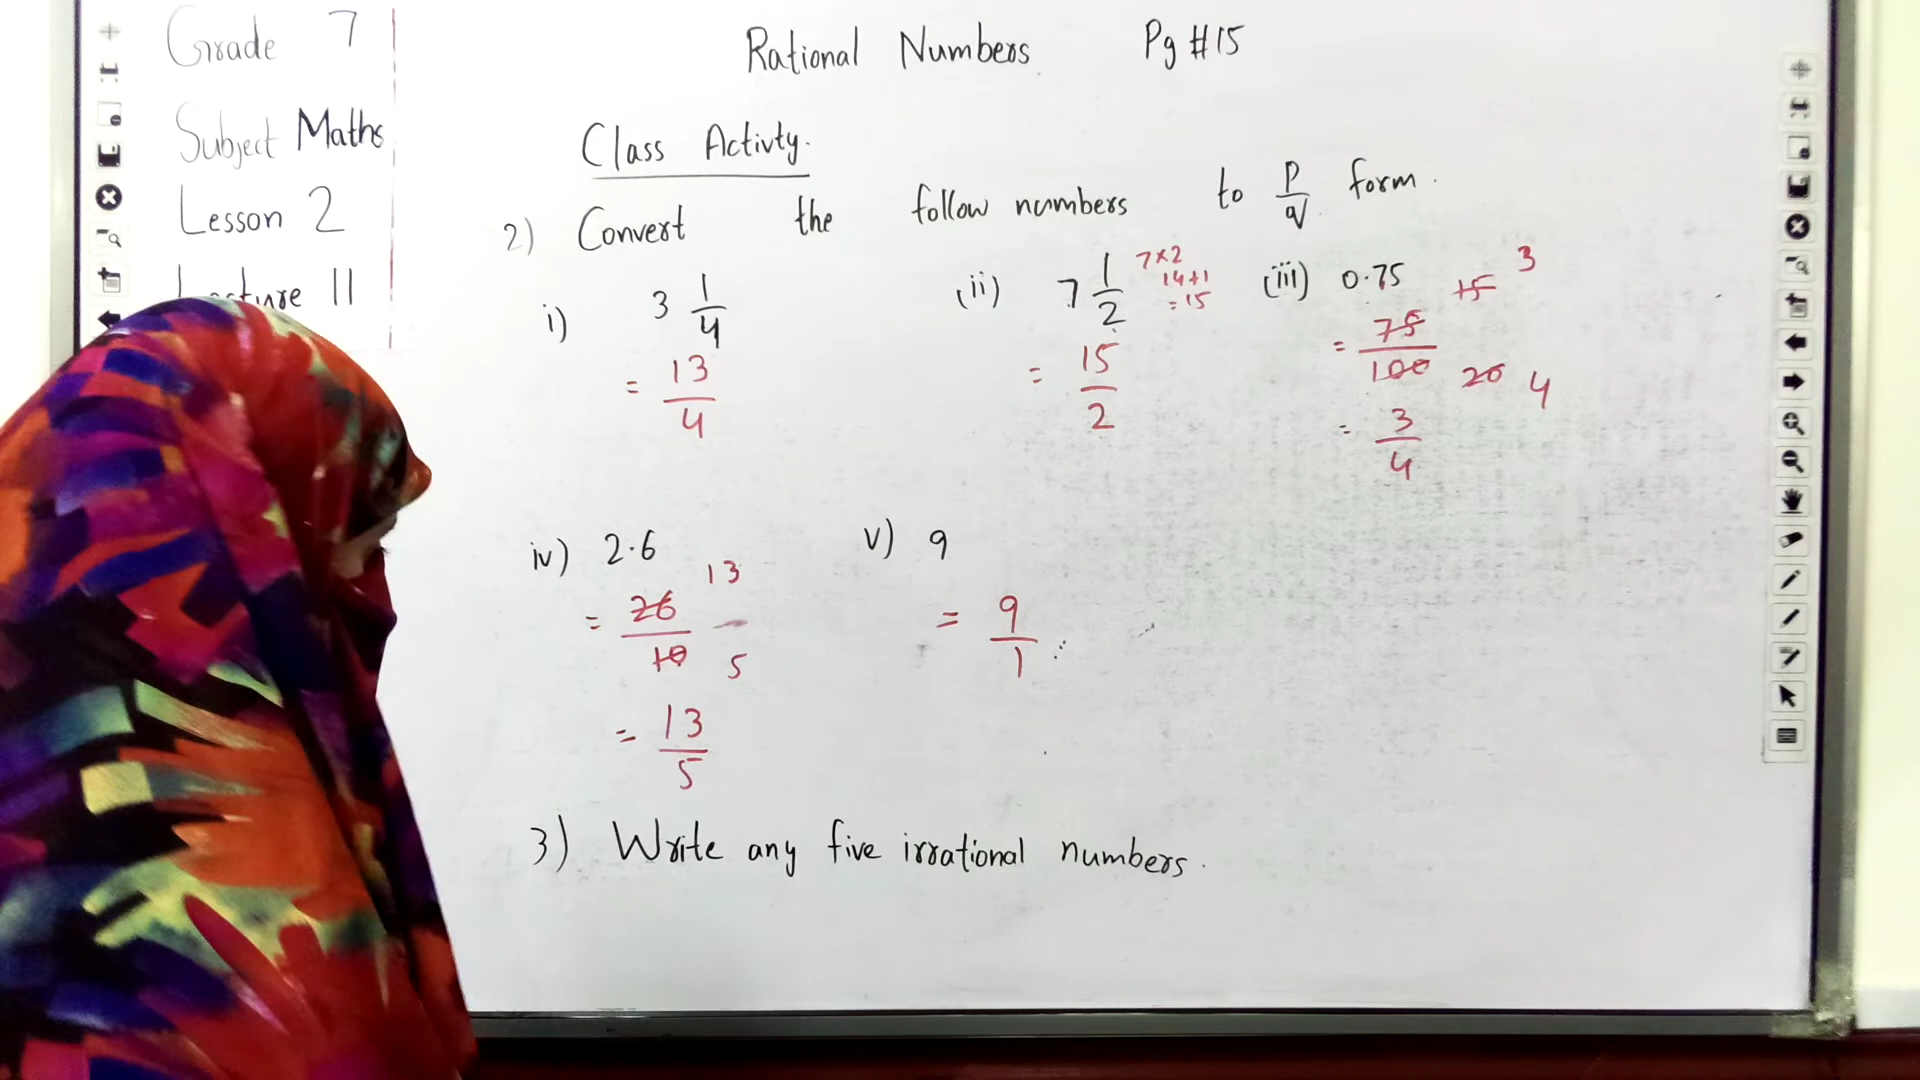 Grade 7
Subject Maths
Lesson 2
Lecture 11
Rational Numbers Pg #15
Class Activty.
2) Convert the follow numbers to p/q form.
i) 3 1/4
= 13/4
(ii) 7 1/2 7×2
14+1
= 15
= 15/2
(iii) 0.75 15 3
= 75/100 20 4
= 3/4
iv) 2.6 13
= 26/10 5
= 13/5
v) 9
= 9/1
3) Write any five irrational numbers.